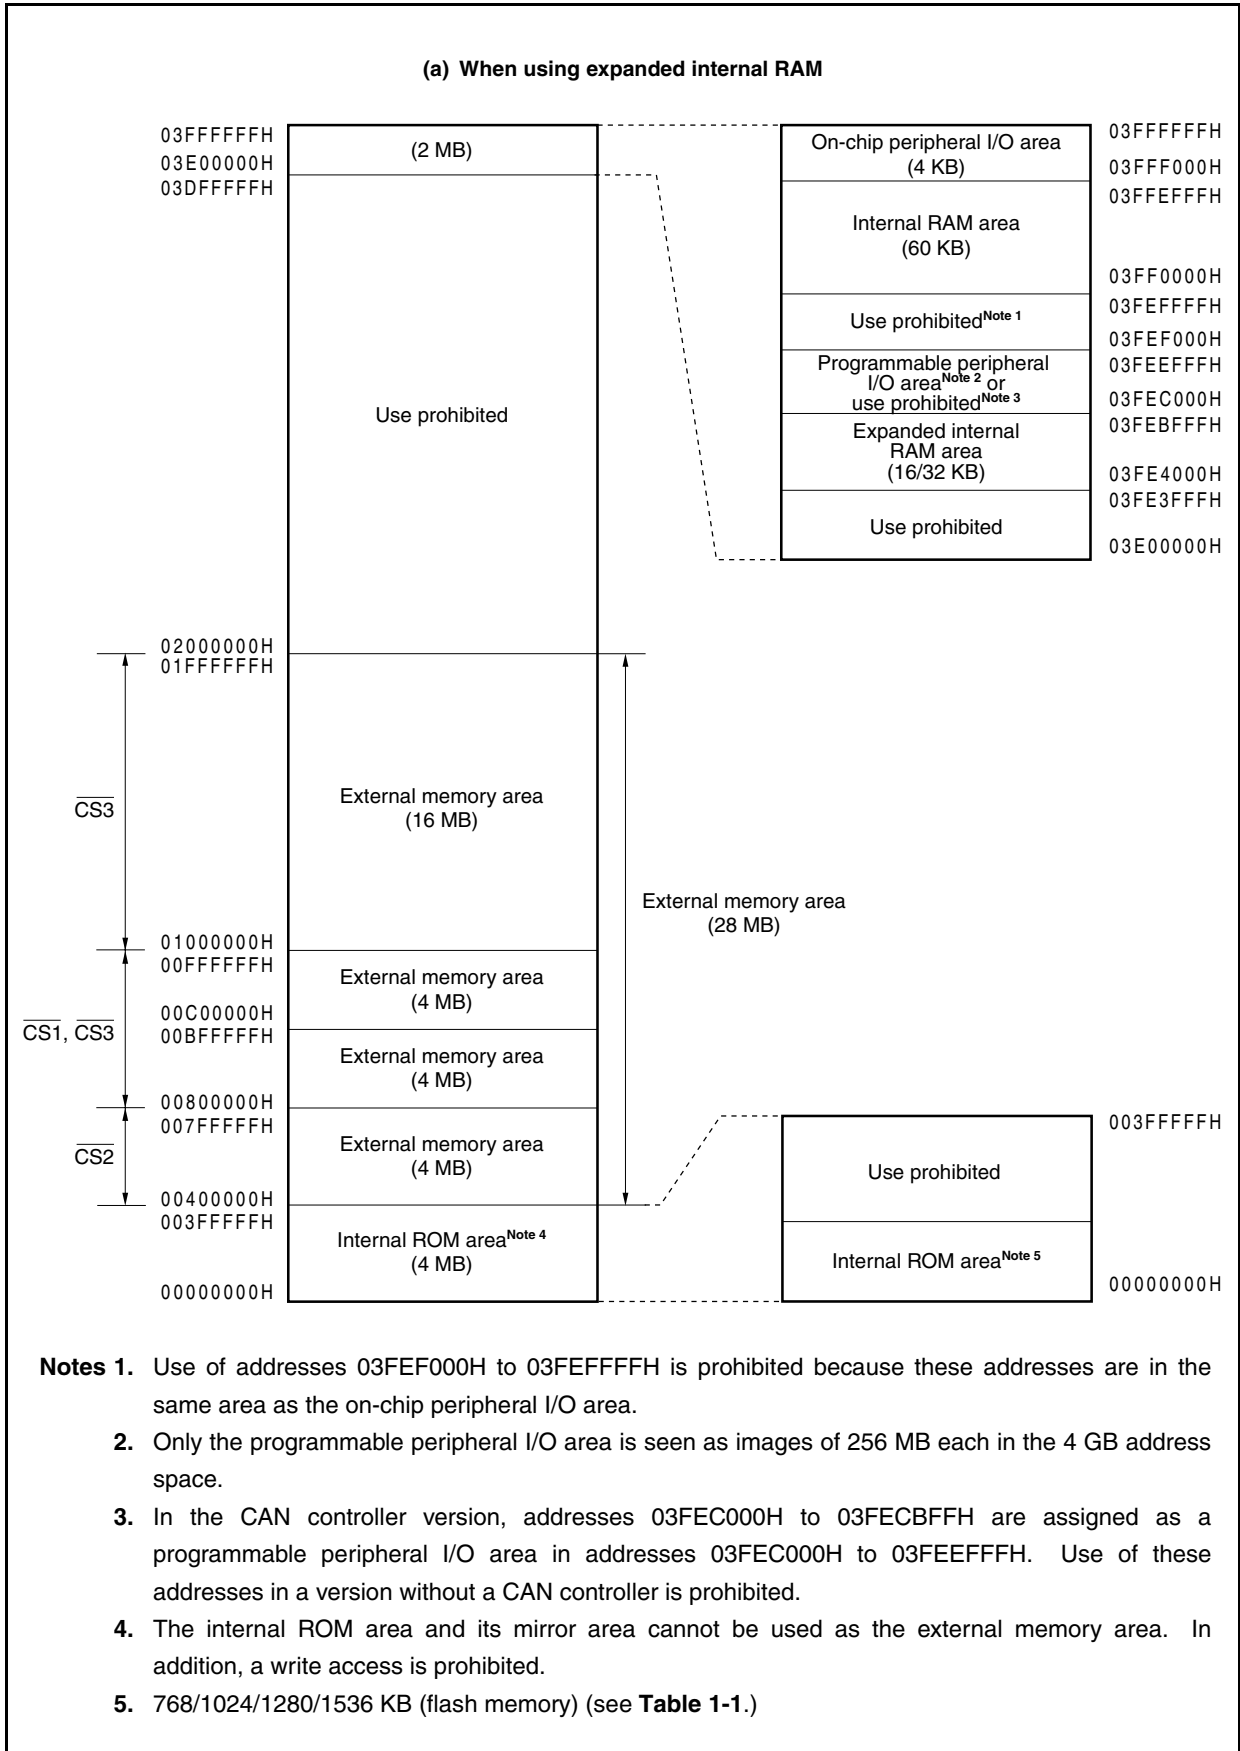 (a) When using expanded internal RAM
03FFFFFFH
03E00000H
03DFFFFFH
(2 MB)
Use prohibited
02000000H
01FFFFFFH
CS3
External memory area
(16 MB)
External memory area
(28 MB)
01000000H
00FFFFFFH
External memory area
(4 MB)
00C00000H
00BFFFFFH
CS1, CS3
External memory area
(4 MB)
00800000H
007FFFFFH
CS2
External memory area
(4 MB)
00400000H
003FFFFFH
Internal ROM areaNote 4
(4 MB)
00000000H
On-chip peripheral I/O area
(4 KB)
03FFFFFFH
03FFF000H
03FFEFFFH
Internal RAM area
(60 KB)
03FF0000H
03FEFFFFH
Use prohibitedNote 1
03FEF000H
03FEEFFFH
Programmable peripheral
I/O areaNote 2 or
use prohibitedNote 3
03FEC000H
03FEBFFFH
Expanded internal
RAM area
(16/32 KB)
03FE4000H
03FE3FFFH
Use prohibited
03E00000H
003FFFFFH
Use prohibited
Internal ROM areaNote 5
00000000H
Notes 1. Use of addresses 03FEF000H to 03FEFFFFH is prohibited because these addresses are in the
same area as the on-chip peripheral I/O area.
2. Only the programmable peripheral I/O area is seen as images of 256 MB each in the 4 GB address
space.
3. In the CAN controller version, addresses 03FEC000H to 03FECBFFH are assigned as a
programmable peripheral I/O area in addresses 03FEC000H to 03FEEFFFH. Use of these
addresses in a version without a CAN controller is prohibited.
4. The internal ROM area and its mirror area cannot be used as the external memory area. In
addition, a write access is prohibited.
5. 768/1024/1280/1536 KB (flash memory) (see Table 1-1.)